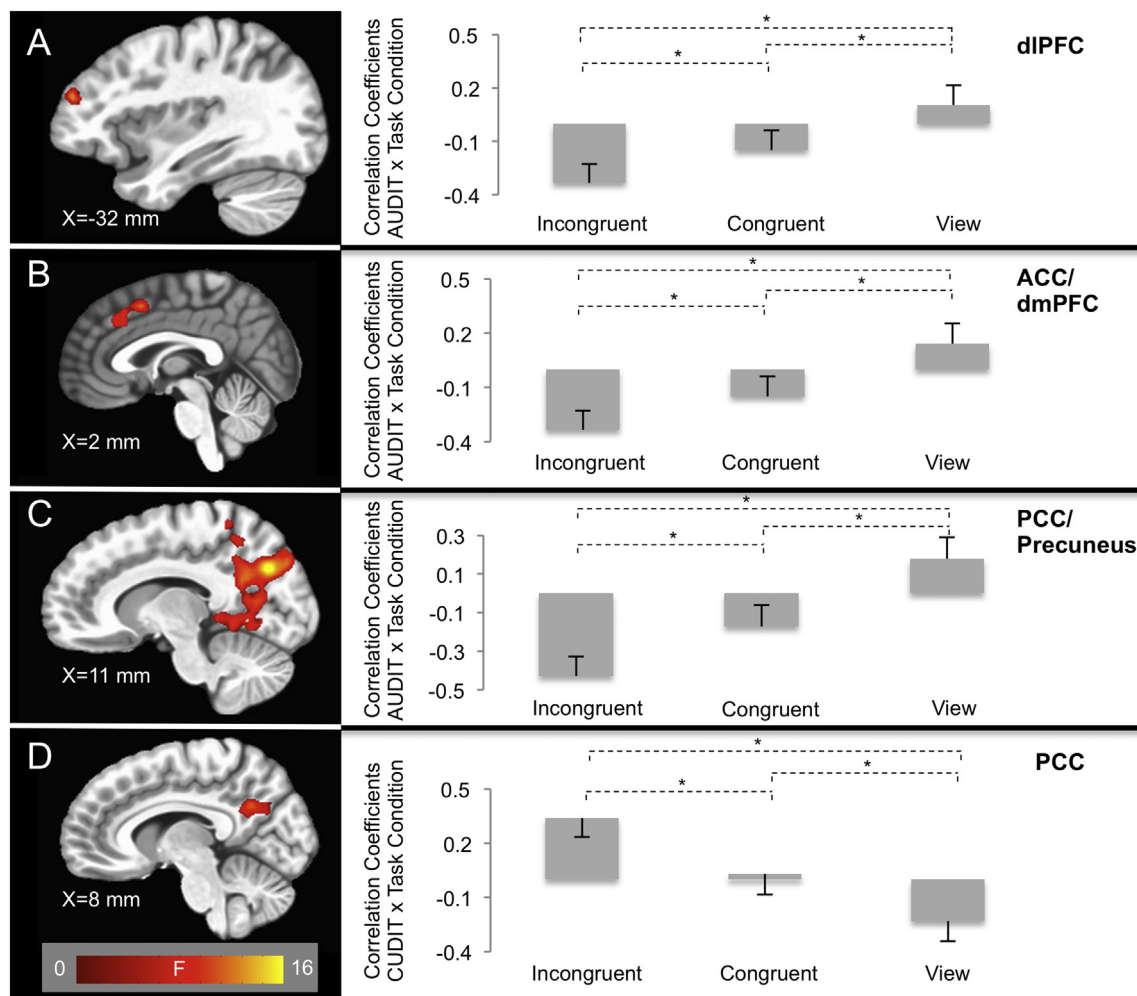 A
X=-32 mm
Correlation Coefficients
AUDIT x Task Condition
0.5
0.2
-0.1
-0.4
*
*
*
Incongruent
Congruent
View
dlPFC
B
X=2 mm
Correlation Coefficients
AUDIT x Task Condition
0.5
0.2
-0.1
-0.4
*
*
*
Incongruent
Congruent
View
ACC/
dmPFC
C
X=11 mm
Correlation Coefficients
AUDIT x Task Condition
0.3
0.1
-0.1
-0.3
-0.5
*
*
*
Incongruent
Congruent
View
PCC/
Precuneus
D
X=8 mm
0 F 16
Correlation Coefficients
CUDIT x Task Condition
0.5
0.2
-0.1
-0.4
*
*
*
Incongruent
Congruent
View
PCC